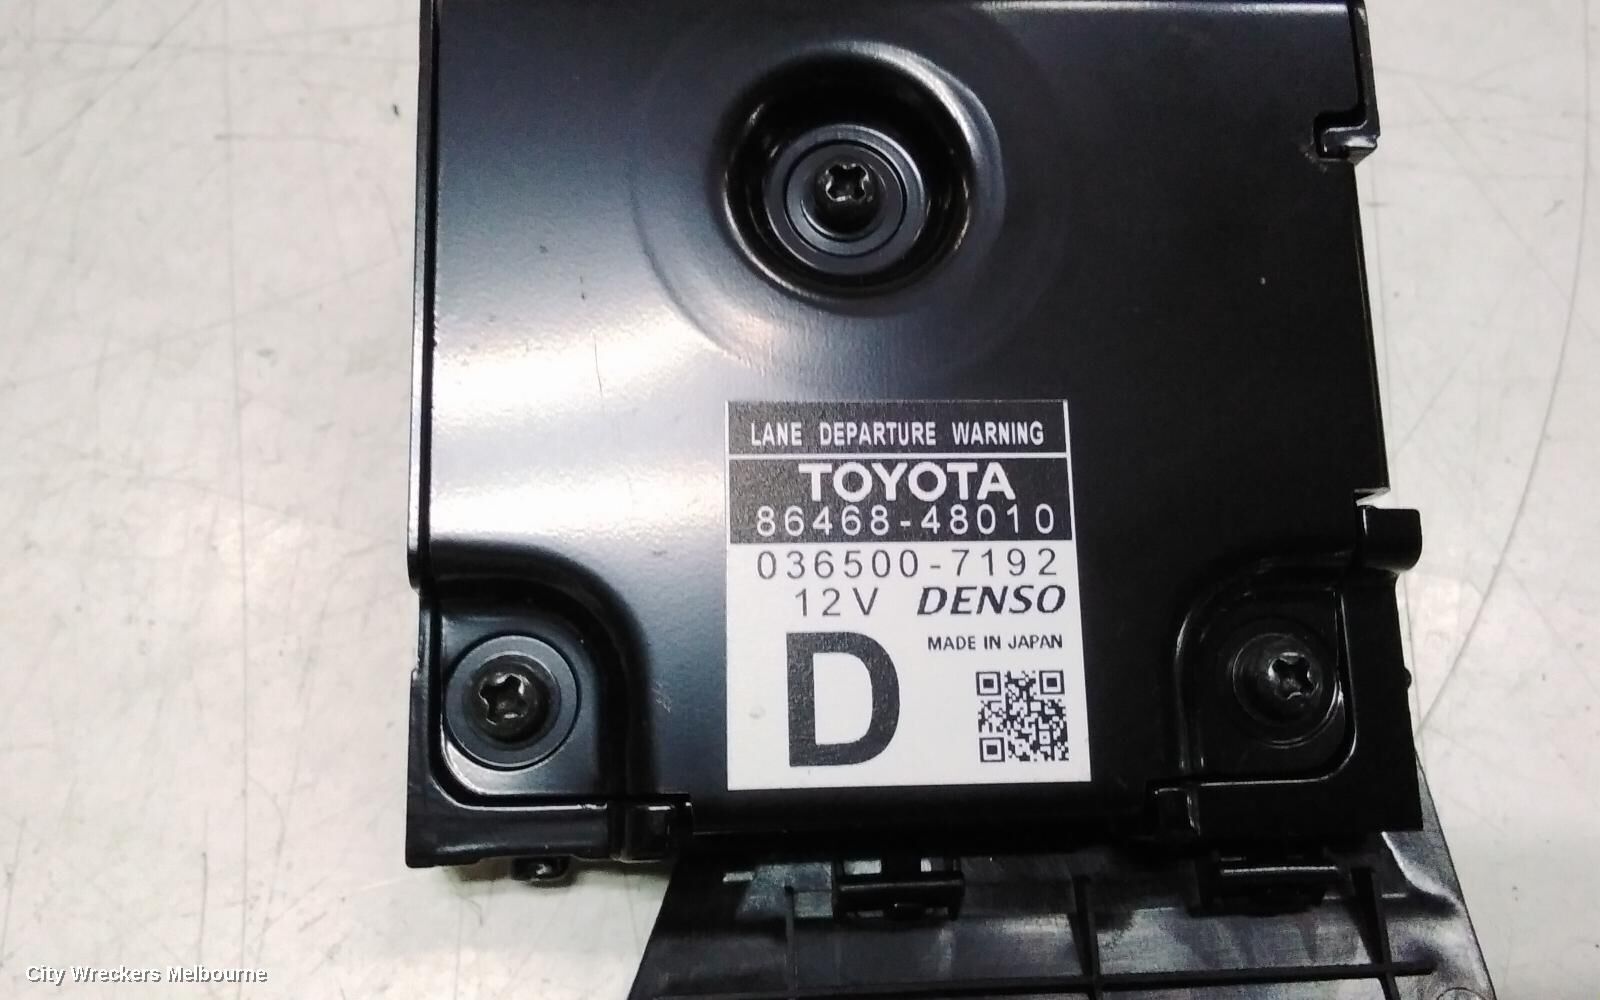 LANE DEPARTURE WARNING
TOYOTA
86468-48010
036500-7192
12V DENSO
MADE IN JAPAN
D
City Wreckers Melbourne